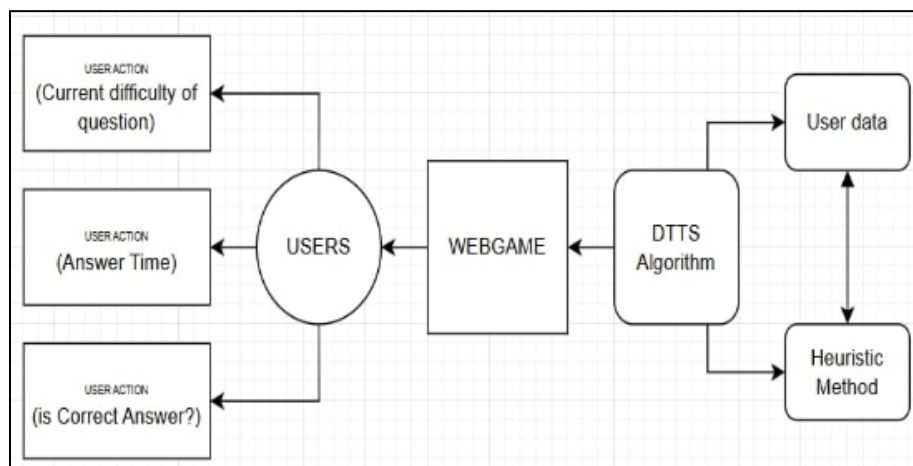 USER ACTION
(Current difficulty of
question)
USER ACTION
(Answer Time)
USER ACTION
(is Correct Answer?)
USERS
WEBGAME
DTTS
Algorithm
User data
Heuristic
Method